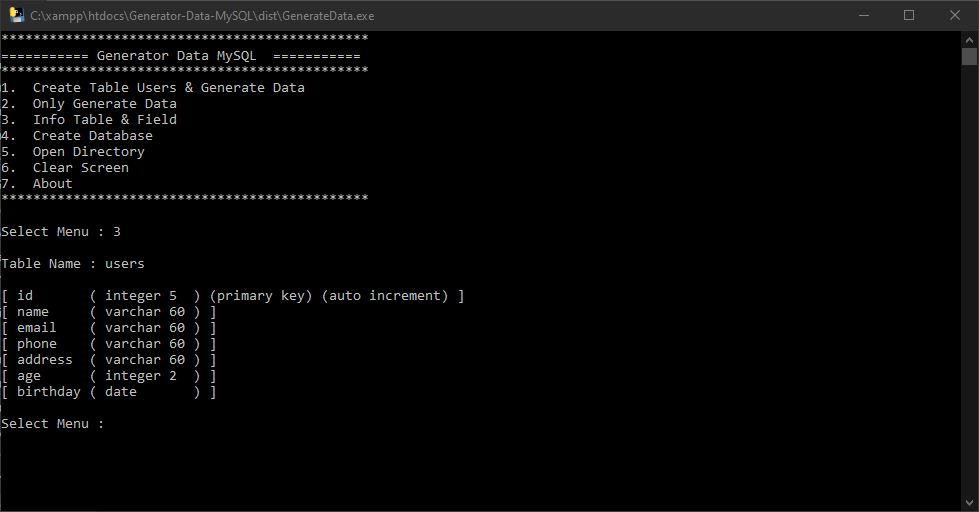 C:\xampp\htdocs\Generator-Data-MySQL\dist\GenerateData.exe
**********************************************
=========== Generator Data MySQL  ===========
**********************************************
1.  Create Table Users & Generate Data
2.  Only Generate Data
3.  Info Table & Field
4.  Create Database
5.  Open Directory
6.  Clear Screen
7.  About
**********************************************
Select Menu : 3
Table Name : users
[ id       ( integer 5  ) (primary key) (auto increment) ]
[ name     ( varchar 60 ) ]
[ email    ( varchar 60 ) ]
[ phone    ( varchar 60 ) ]
[ address  ( varchar 60 ) ]
[ age      ( integer 2  ) ]
[ birthday ( date       ) ]
Select Menu :